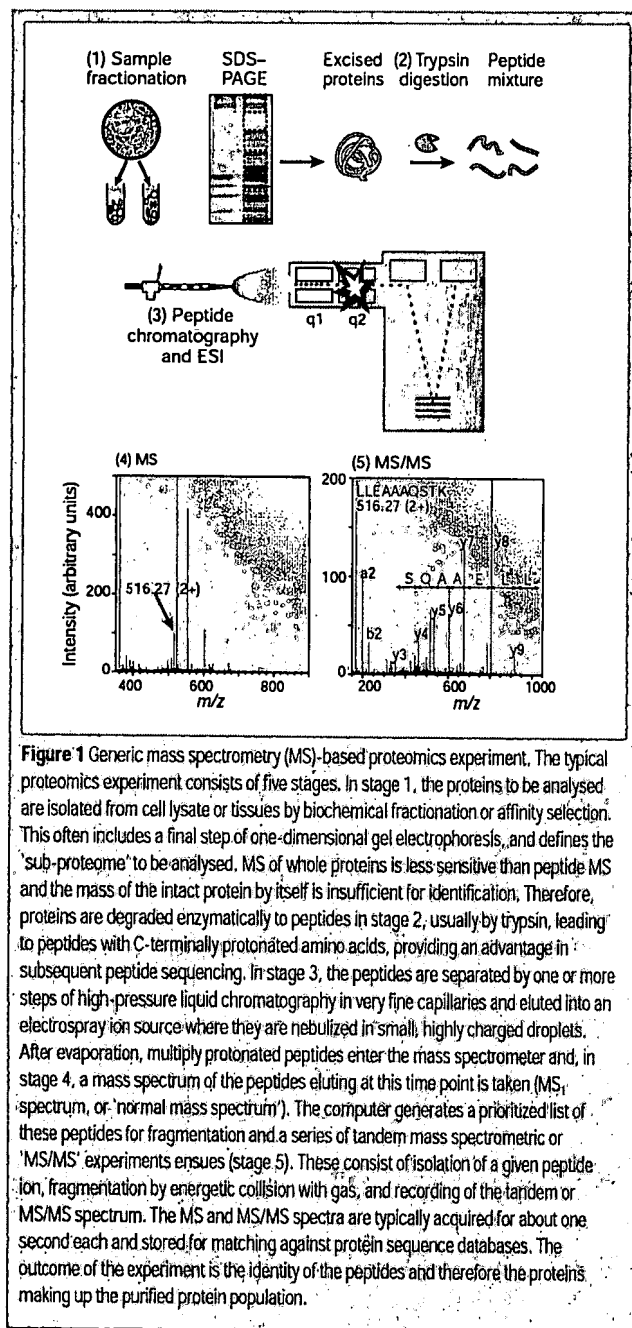 (1) Sample fractionation
SDS–PAGE
Excised proteins
(2) Trypsin digestion
Peptide mixture
(3) Peptide chromatography and ESI
q1
q2
(4) MS
Intensity (arbitrary units)
400
200
0
516.27 (2+)
400 600 800
m/z
(5) MS/MS
200
100
0
LLEAAAQSTK
516.27 (2+)
a2
b2
y3
y4
y5
y6
y7
y8
y9
S Q A A E L L
200 600 1000
m/z
Figure 1 Generic mass spectrometry (MS)-based proteomics experiment. The typical
proteomics experiment consists of five stages. In stage 1, the proteins to be analysed
are isolated from cell lysate or tissues by biochemical fractionation or affinity selection.
This often includes a final step of one-dimensional gel electrophoresis, and defines the
'sub-proteome' to be analysed. MS of whole proteins is less sensitive than peptide MS
and the mass of the intact protein by itself is insufficient for identification. Therefore,
proteins are degraded enzymatically to peptides in stage 2, usually by trypsin, leading
to peptides with C-terminally protonated amino acids, providing an advantage in
subsequent peptide sequencing. In stage 3, the peptides are separated by one or more
steps of high-pressure liquid chromatography in very fine capillaries and eluted into an
electrospray ion source where they are nebulized in small, highly charged droplets.
After evaporation, multiply protonated peptides enter the mass spectrometer and, in
stage 4, a mass spectrum of the peptides eluting at this time point is taken (MS₁
spectrum, or 'normal mass spectrum'). The computer generates a prioritized list of
these peptides for fragmentation and a series of tandem mass spectrometric or
'MS/MS' experiments ensues (stage 5). These consist of isolation of a given peptide
ion, fragmentation by energetic collision with gas, and recording of the tandem or
MS/MS spectrum. The MS and MS/MS spectra are typically acquired for about one
second each and stored for matching against protein sequence databases. The
outcome of the experiment is the identity of the peptides and therefore the proteins
making up the purified protein population.